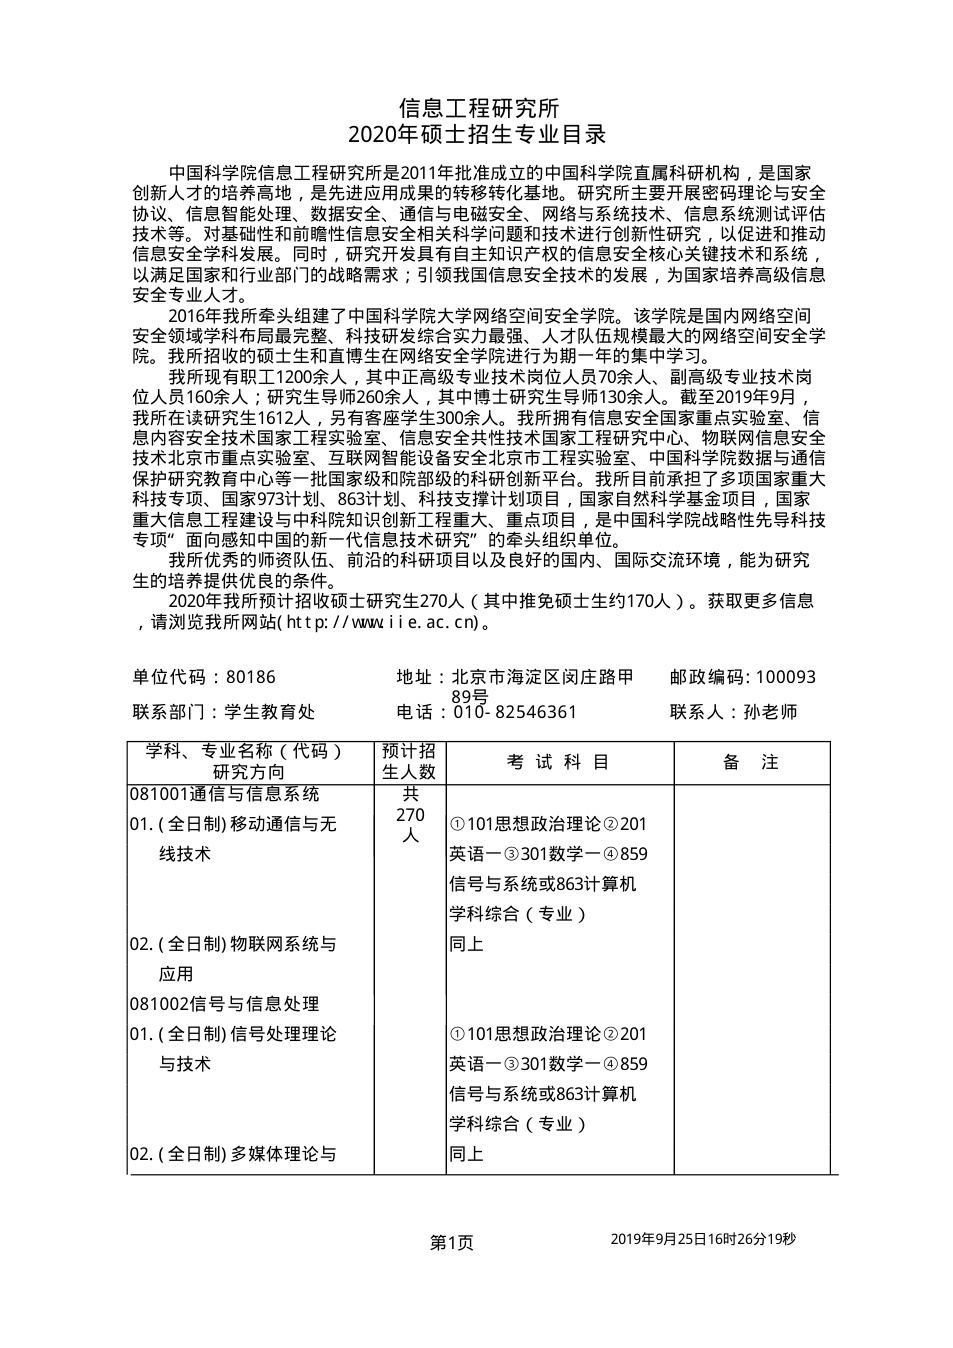 信息工程研究所
2020年硕士招生专业目录
中国科学院信息工程研究所是2011年批准成立的中国科学院直属科研机构，是国家
创新人才的培养高地，是先进应用成果的转移转化基地。研究所主要开展密码理论与安全
协议、信息智能处理、数据安全、通信与电磁安全、网络与系统技术、信息系统测试评估
技术等。对基础性和前瞻性信息安全相关科学问题和技术进行创新性研究，以促进和推动
信息安全学科发展。同时，研究开发具有自主知识产权的信息安全核心关键技术和系统，
以满足国家和行业部门的战略需求；引领我国信息安全技术的发展，为国家培养高级信息
安全专业人才。
2016年我所牵头组建了中国科学院大学网络空间安全学院。该学院是国内网络空间
安全领域学科布局最完整、科技研发综合实力最强、人才队伍规模最大的网络空间安全学
院。我所招收的硕士生和直博生在网络安全学院进行为期一年的集中学习。
我所现有职工1200余人，其中正高级专业技术岗位人员70余人、副高级专业技术岗
位人员160余人；研究生导师260余人，其中博士研究生导师130余人。截至2019年9月，
我所在读研究生1612人，另有客座学生300余人。我所拥有信息安全国家重点实验室、信
息内容安全技术国家工程实验室、信息安全共性技术国家工程研究中心、物联网信息安全
技术北京市重点实验室、互联网智能设备安全北京市工程实验室、中国科学院数据与通信
保护研究教育中心等一批国家级和院部级的科研创新平台。我所目前承担了多项国家重大
科技专项、国家973计划、863计划、科技支撑计划项目，国家自然科学基金项目，国家
重大信息工程建设与中科院知识创新工程重大、重点项目，是中国科学院战略性先导科技
专项“面向感知中国的新一代信息技术研究”的牵头组织单位。
我所优秀的师资队伍、前沿的科研项目以及良好的国内、国际交流环境，能为研究
生的培养提供优良的条件。
2020年我所预计招收硕士研究生270人（其中推免硕士生约170人）。获取更多信息
，请浏览我所网站(http://www.iie.ac.cn)。
单位代码：80186 地址：北京市海淀区闵庄路甲 邮政编码:100093
89号
联系部门：学生教育处 电话：010-82546361 联系人：孙老师
学科、专业名称（代码） 预计招 考 试 科 目 备 注
研究方向 生人数
081001通信与信息系统 共
270
01.(全日制)移动通信与无 人 ①101思想政治理论②201
线技术 英语一③301数学一④859
信号与系统或863计算机
学科综合（专业）
02.(全日制)物联网系统与 同上
应用
081002信号与信息处理
01.(全日制)信号处理理论 ①101思想政治理论②201
与技术 英语一③301数学一④859
信号与系统或863计算机
学科综合（专业）
02.(全日制)多媒体理论与 同上
第1页 2019年9月25日16时26分19秒